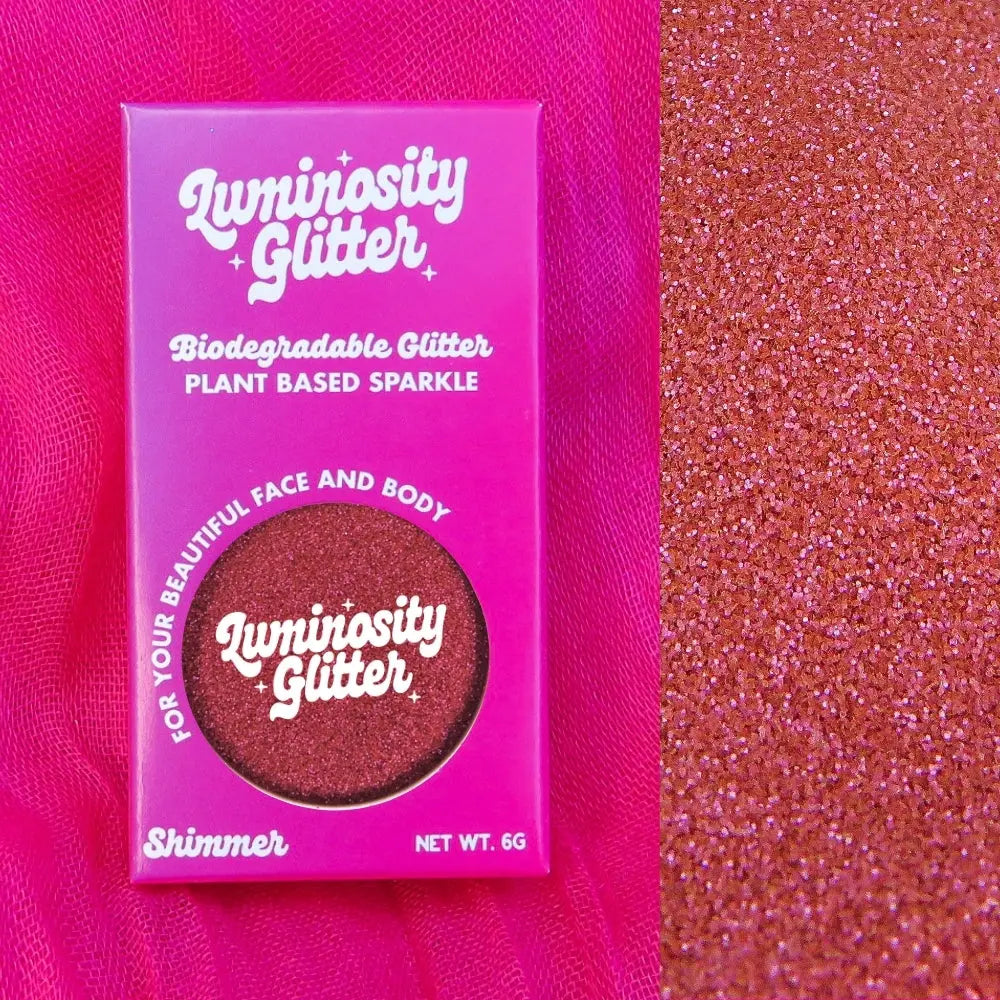 Luminosity
Glitter
Biodegradable Glitter
PLANT BASED SPARKLE
FOR YOUR BEAUTIFUL FACE AND BODY
Luminosity
Glitter
Shimmer
NET WT. 6G